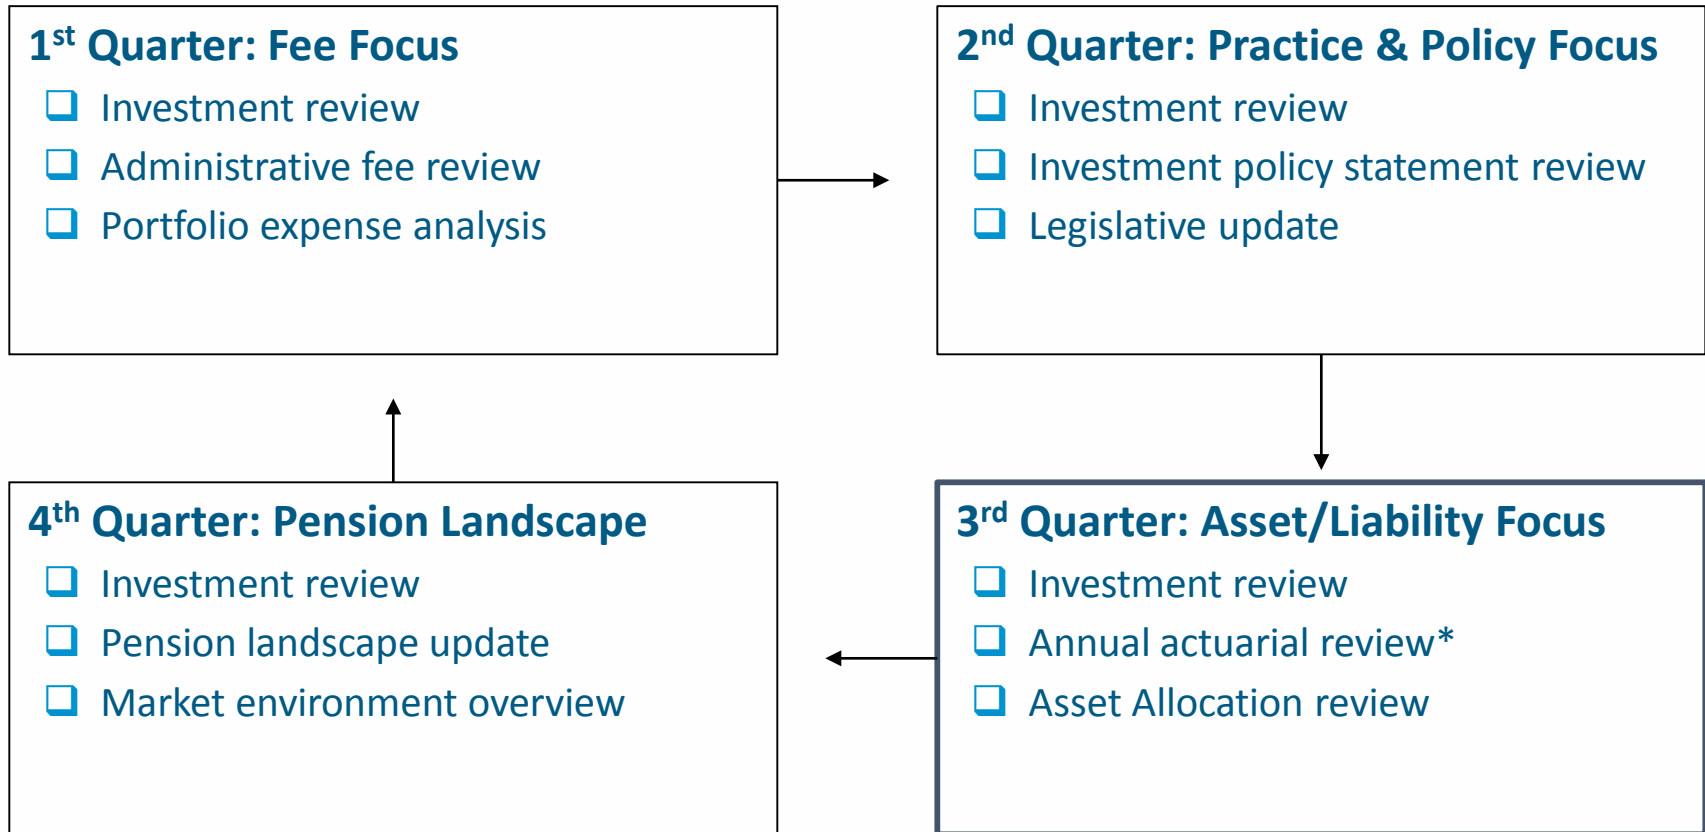 1st Quarter: Fee Focus
❑ Investment review
❑ Administrative fee review
❑ Portfolio expense analysis
2nd Quarter: Practice & Policy Focus
❑ Investment review
❑ Investment policy statement review
❑ Legislative update
3rd Quarter: Asset/Liability Focus
❑ Investment review
❑ Annual actuarial review*
❑ Asset Allocation review
4th Quarter: Pension Landscape
❑ Investment review
❑ Pension landscape update
❑ Market environment overview